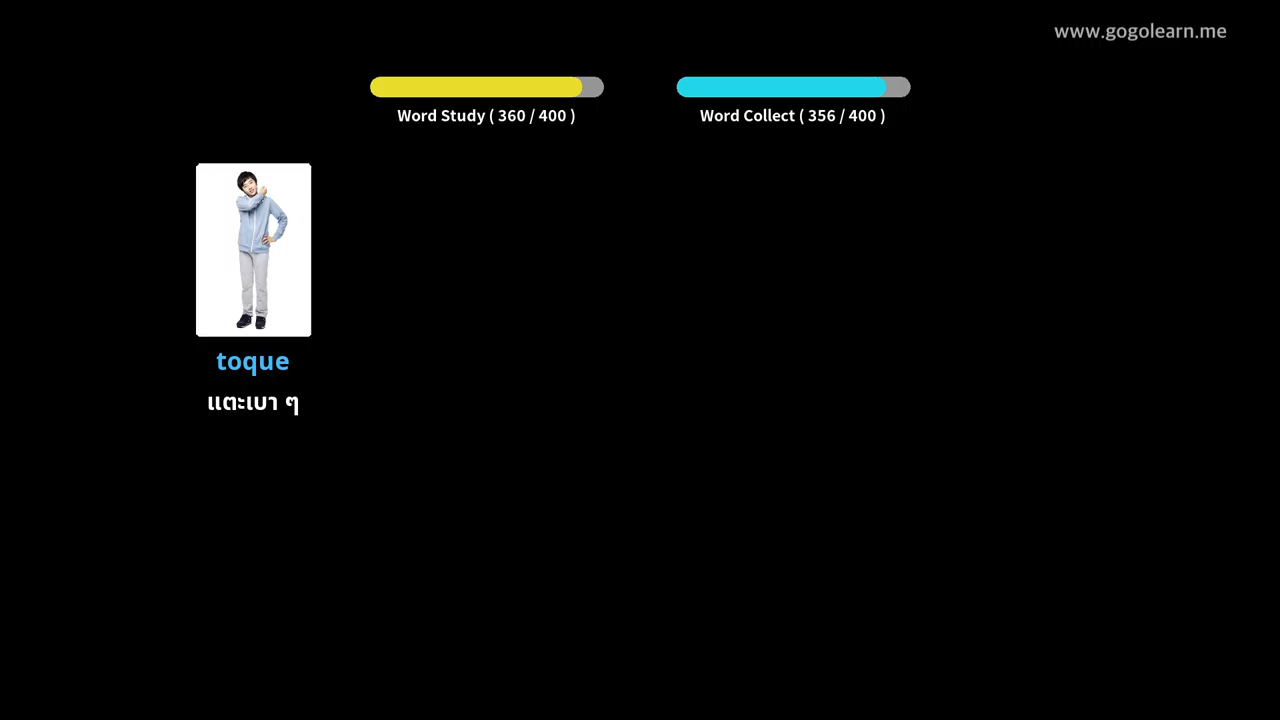 www.gogolearn.me
Word Study ( 360 / 400 )
Word Collect ( 356 / 400 )
toque
แตะเบา ๆ